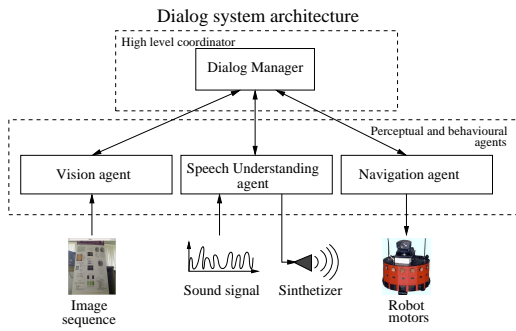 Dialog system architecture
High level coordinator
Dialog Manager
Perceptual and behavioural
agents
Vision agent
Speech Understanding
agent
Navigation agent
Image
sequence
Sound signal
Sinthetizer
Robot
motors